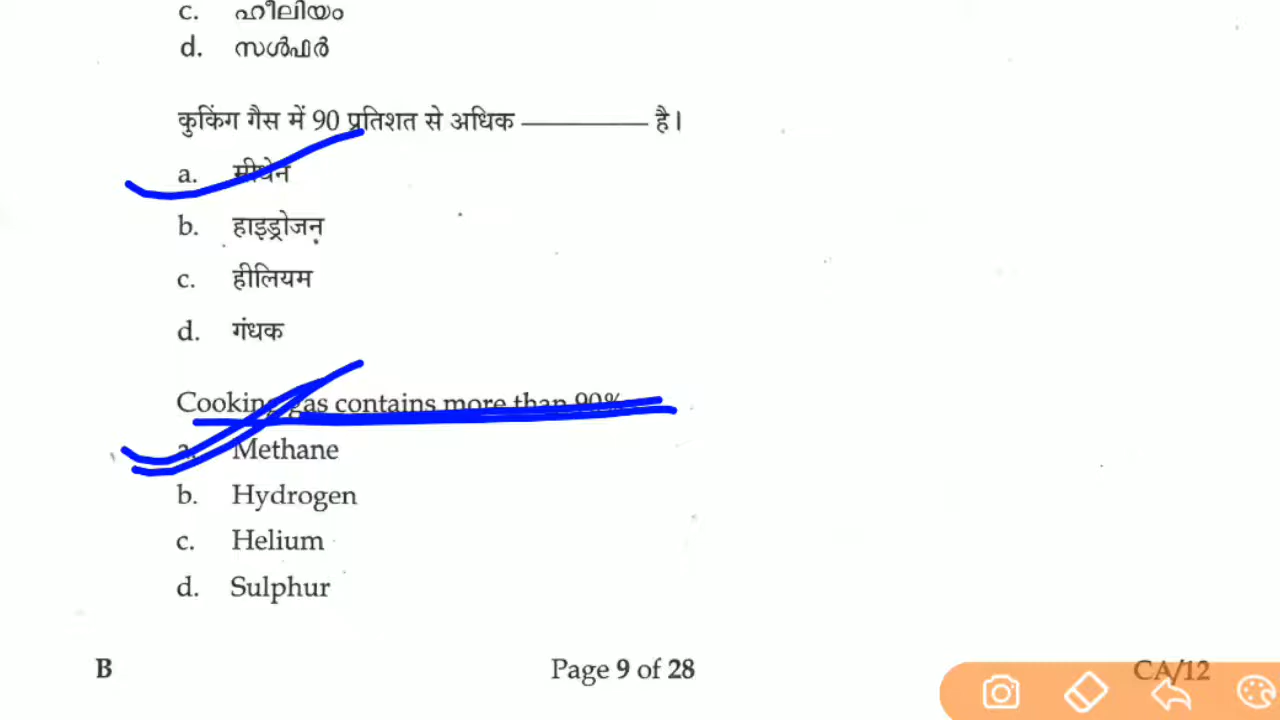 c. ഹീലിയം
d. സൾഫർ
कुकिंग गैस में 90 प्रतिशत से अधिक ———— है।
a. मीथेन
b. हाइड्रोजन
c. हीलियम
d. गंधक
Cooking gas contains more than 90%
a. Methane
b. Hydrogen
c. Helium
d. Sulphur
B Page 9 of 28 CA/12